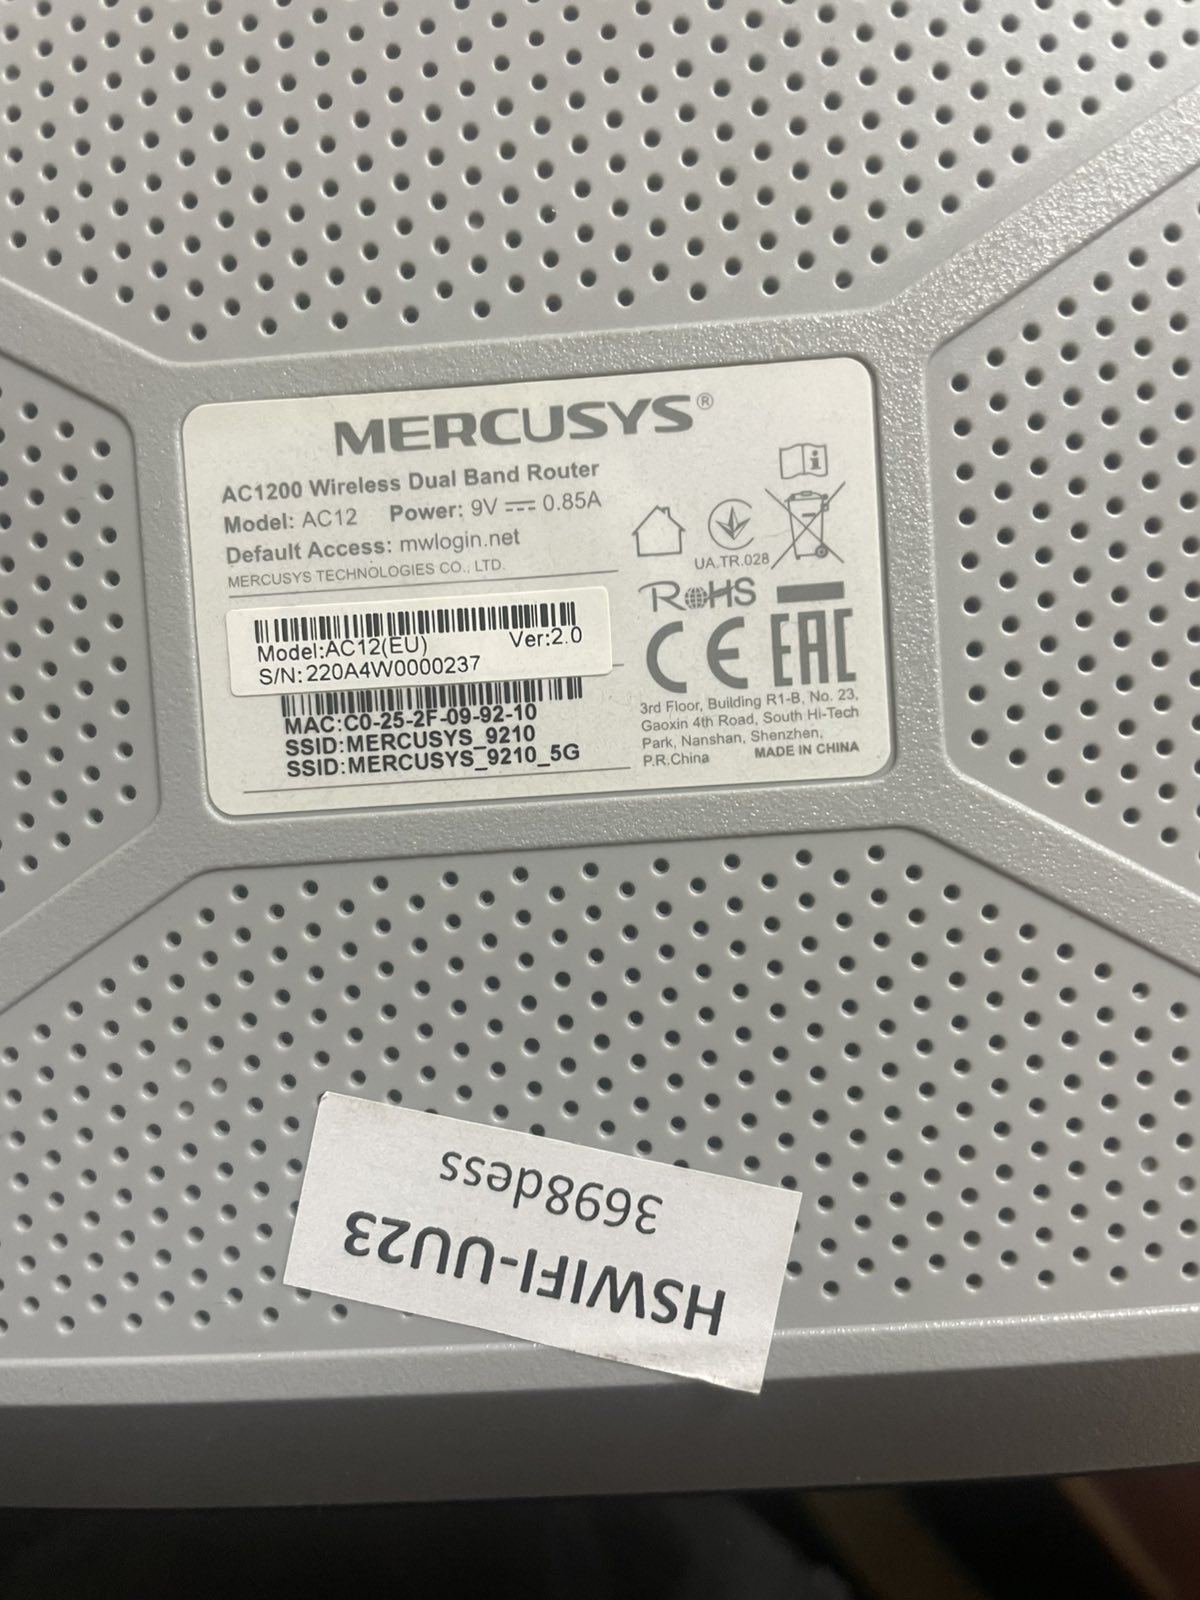 MERCUSYS®
AC1200 Wireless Dual Band Router
Model: AC12 Power: 9V ⎓ 0.85A
Default Access: mwlogin.net
MERCUSYS TECHNOLOGIES CO., LTD.
Model:AC12(EU) Ver:2.0
S/N:220A4W0000237
MAC:C0-25-2F-09-92-10
SSID:MERCUSYS_9210
SSID:MERCUSYS_9210_5G
i
UA.TR.028
RoHS
CE EAC
3rd Floor, Building R1-B, No. 23,
Gaoxin 4th Road, South Hi-Tech
Park, Nanshan, Shenzhen,
P.R.China MADE IN CHINA
HSWIFI-UU23
3698dess